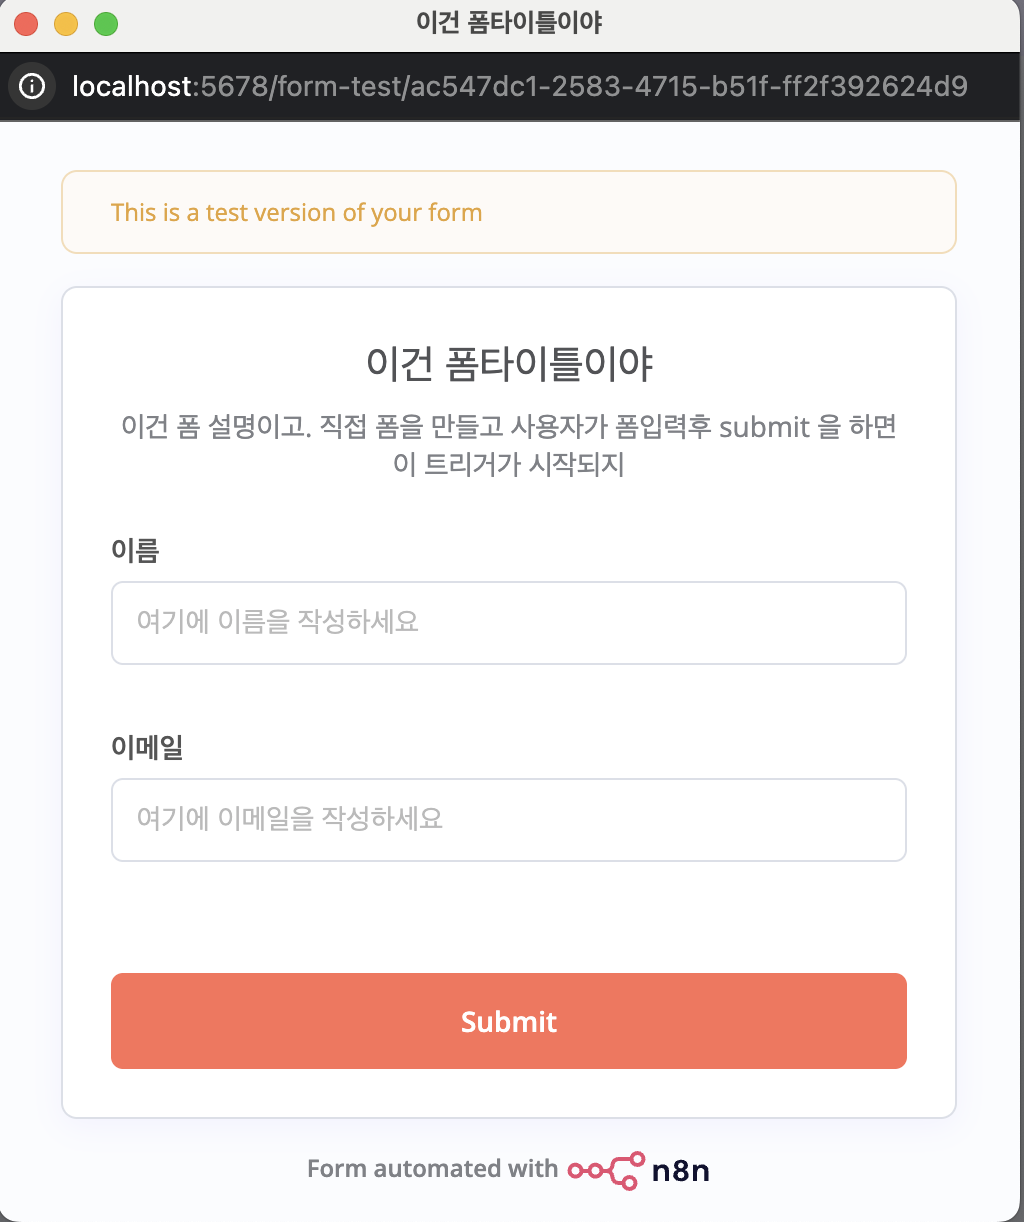 이건 폼타이틀이야
localhost:5678/form-test/ac547dc1-2583-4715-b51f-ff2f392624d9
This is a test version of your form
이건 폼타이틀이야
이건 폼 설명이고. 직접 폼을 만들고 사용자가 폼입력후 submit 을 하면
이 트리거가 시작되지
이름
여기에 이름을 작성하세요
이메일
여기에 이메일을 작성하세요
Submit
Form automated with n8n